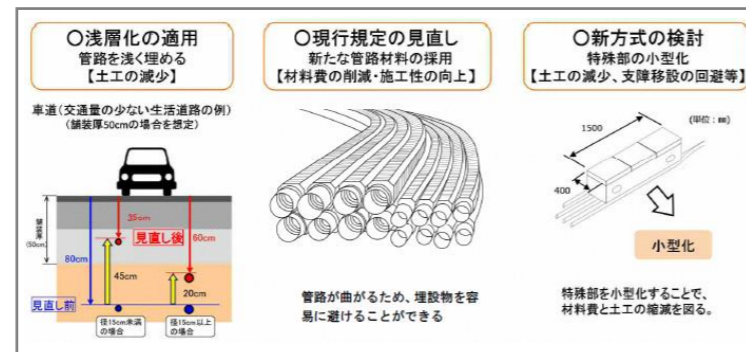 〇浅層化の適用
管路を浅く埋める
【土工の減少】
車道(交通量の少ない生活道路の例)
(舗装厚50cmの場合を想定)
舗装厚
(50cm)
35cm
見直し後
60cm
80cm
45cm
20cm
見直し前
径15cm未満
の場合
径15cm以上
の場合
〇現行規定の見直し
新たな管路材料の採用
【材料費の削減・施工性の向上】
管路が曲がるため、埋設物を容
易に避けることができる
〇新方式の検討
特殊部の小型化
【土工の減少、支障移設の回避等】
(単位:㎜)
1500
400
小型化
特殊部を小型化することで、
材料費と土工の縮減を図る。